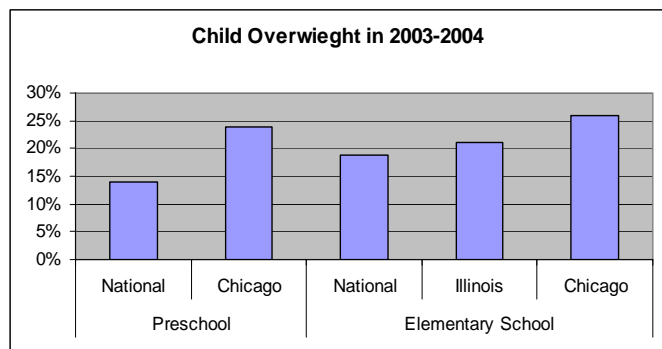 Child Overwieght in 2003-2004
30%
25%
20%
15%
10%
5%
0%
National Chicago National Illinois Chicago
Preschool Elementary School